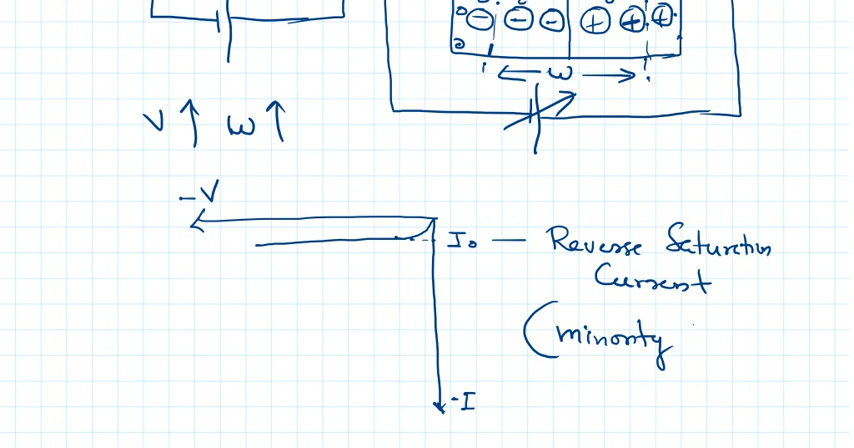 − − − + + +
← w →
V ↑ w ↑
-V
I₀ — Reverse Saturation
Current
(minority
-I